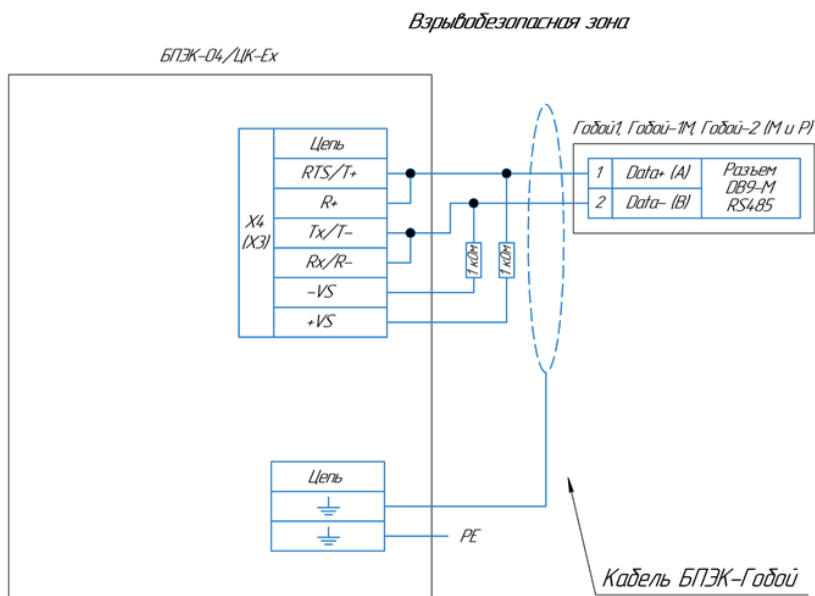 Взрывобезопасная зона
БПЭК-04/ЦК-Ex
Гобой1, Гобой-1М, Гобой-2 (М и Р)
X4
(X3)
Цепь
RTS/T+
R+
Tx/T-
Rx/R-
-VS
+VS
1 кОм
1 кОм
1 Data+ (A)
2 Data- (B)
Разъем
DB9-M
RS485
Цепь
PE
Кабель БПЭК-Гобой